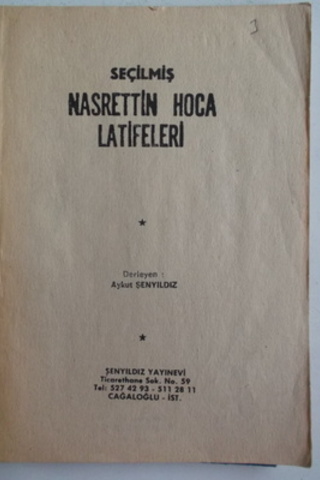 SEÇİLMİŞ
NASRETTİN HOCA
LATİFELERİ
Derleyen :
Aykut ŞENYILDIZ
ŞENYILDIZ YAYINEVİ
Ticarethane Sok. No. 59
Tel: 527 42 93 - 511 28 11
CAĞALOĞLU - İST.